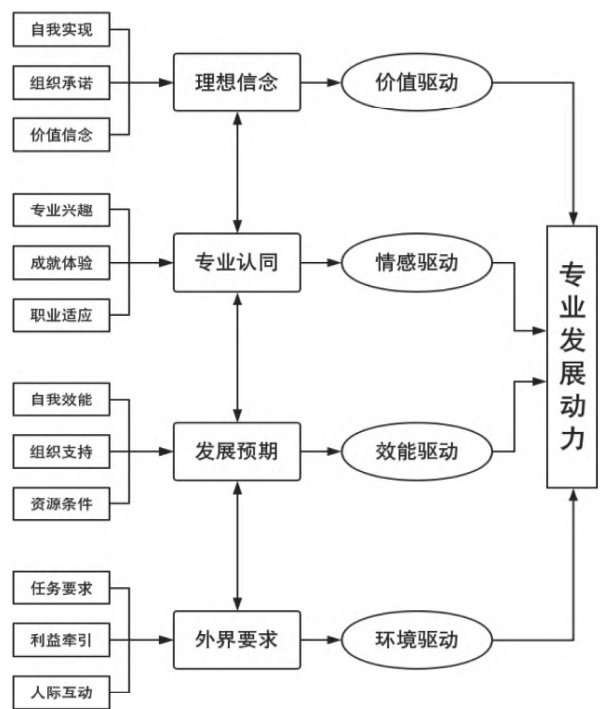 自我实现
组织承诺
价值信念
理想信念
价值驱动
专业兴趣
成就体验
职业适应
专业认同
情感驱动
自我效能
组织支持
资源条件
发展预期
效能驱动
任务要求
利益牵引
人际互动
外界要求
环境驱动
专业发展动力